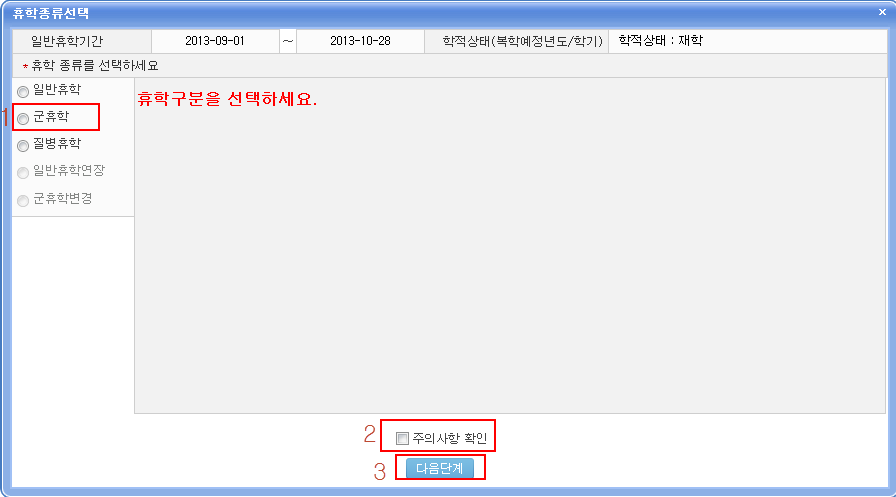 휴학종류선택 ×
일반휴학기간 2013-09-01 ~ 2013-10-28 학적상태(복학예정년도/학기) 학적상태 : 재학
* 휴학 종류를 선택하세요
일반휴학
휴학구분을 선택하세요.
1 군휴학
질병휴학
일반휴학연장
군휴학변경
2 주의사항 확인
3 다음단계